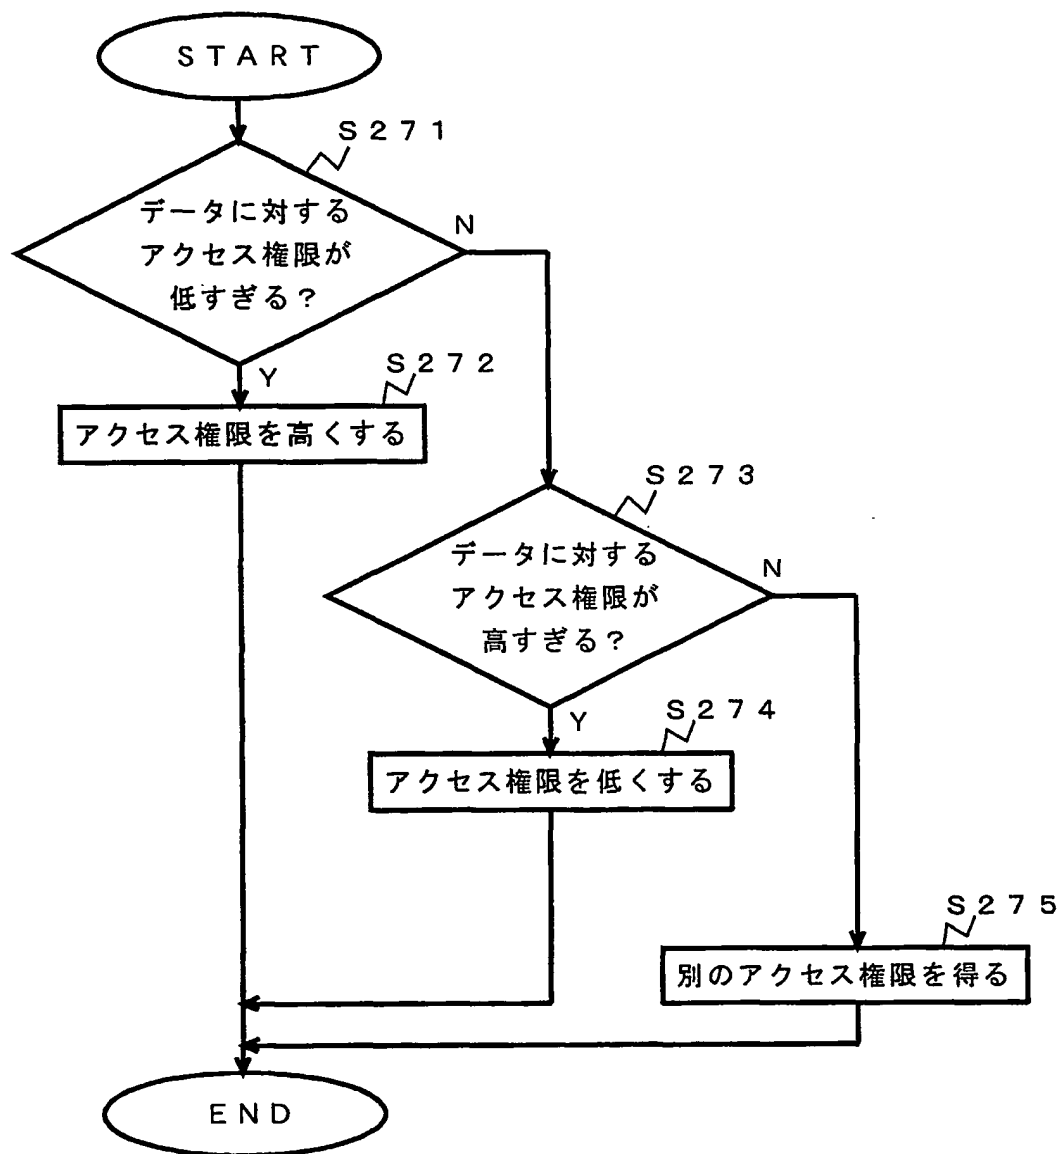 ＳＴＡＲＴ
Ｓ２７１
データに対する
アクセス権限が
低すぎる？
N
Y
Ｓ２７２
アクセス権限を高くする
Ｓ２７３
データに対する
アクセス権限が
高すぎる？
N
Y
Ｓ２７４
アクセス権限を低くする
Ｓ２７５
別のアクセス権限を得る
ＥＮＤ